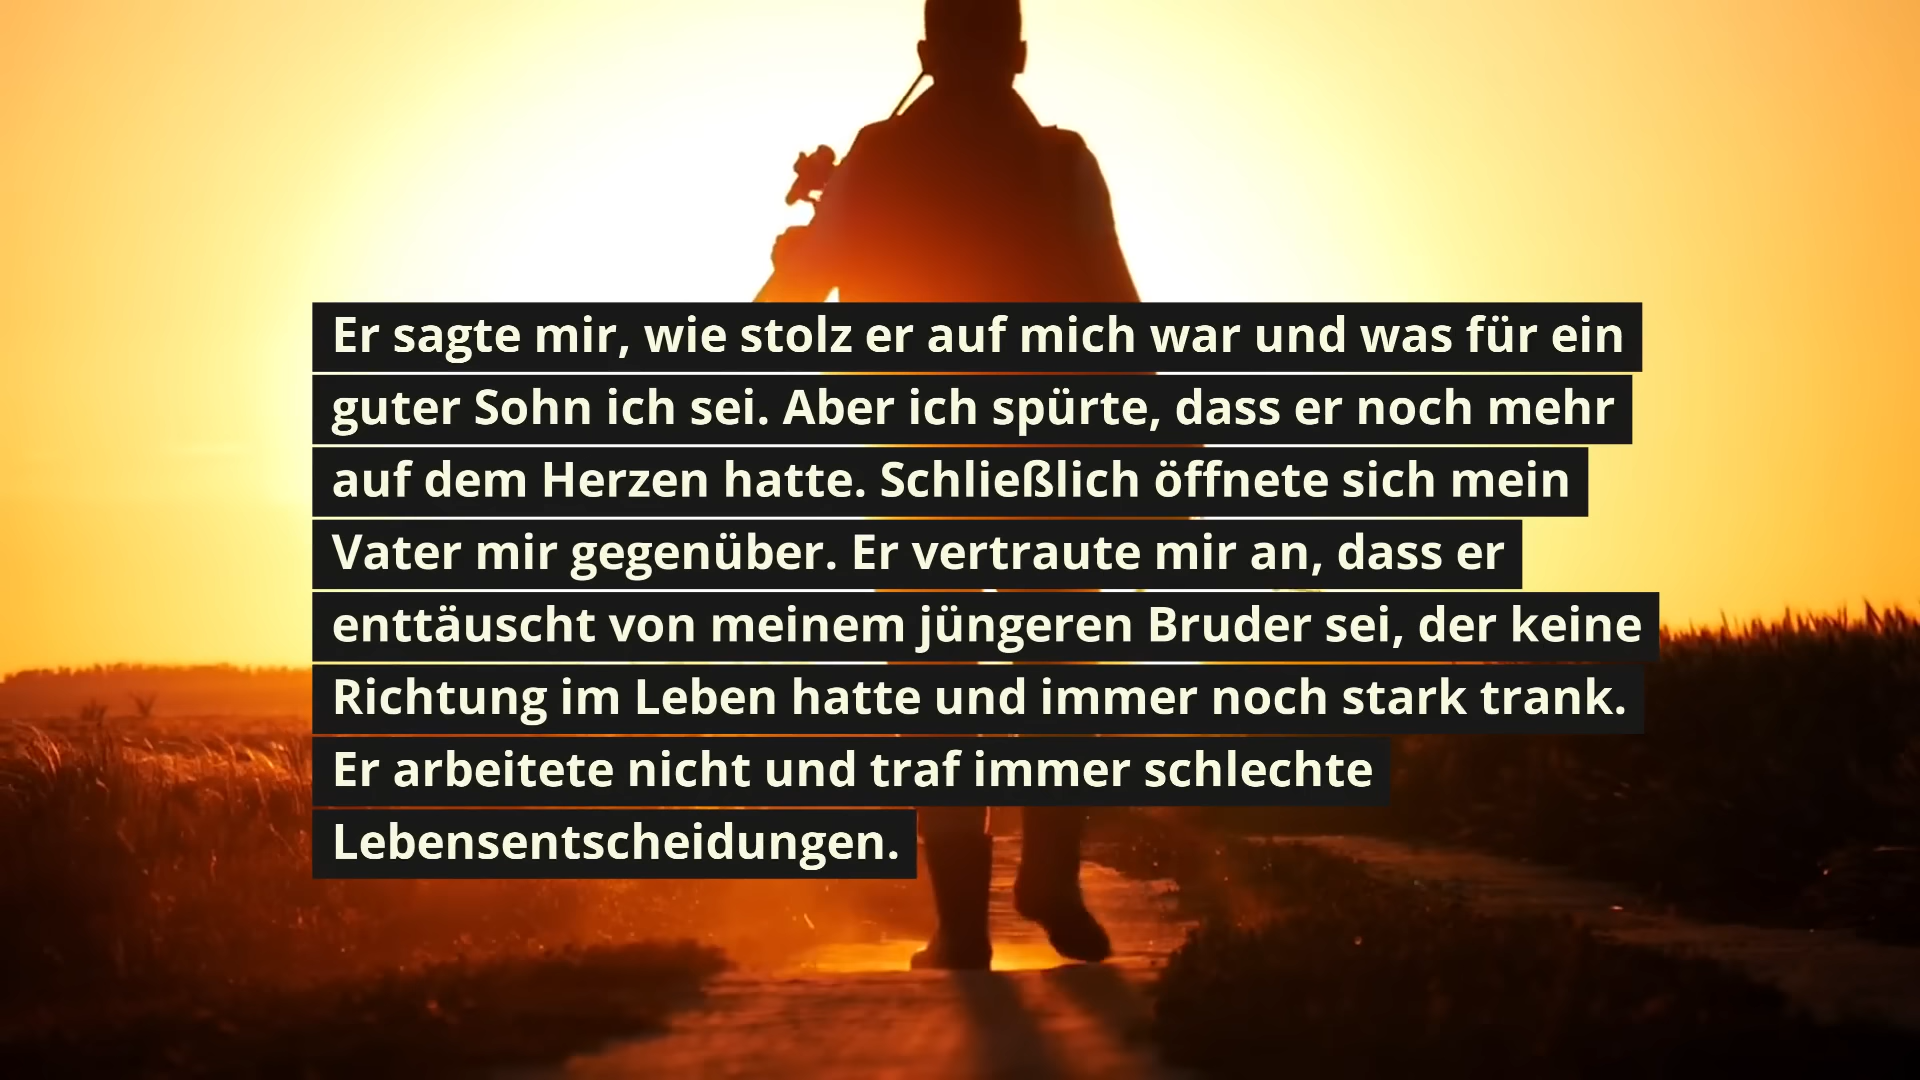 Er sagte mir, wie stolz er auf mich war und was für ein
guter Sohn ich sei. Aber ich spürte, dass er noch mehr
auf dem Herzen hatte. Schließlich öffnete sich mein
Vater mir gegenüber. Er vertraute mir an, dass er
enttäuscht von meinem jüngeren Bruder sei, der keine
Richtung im Leben hatte und immer noch stark trank.
Er arbeitete nicht und traf immer schlechte
Lebensentscheidungen.